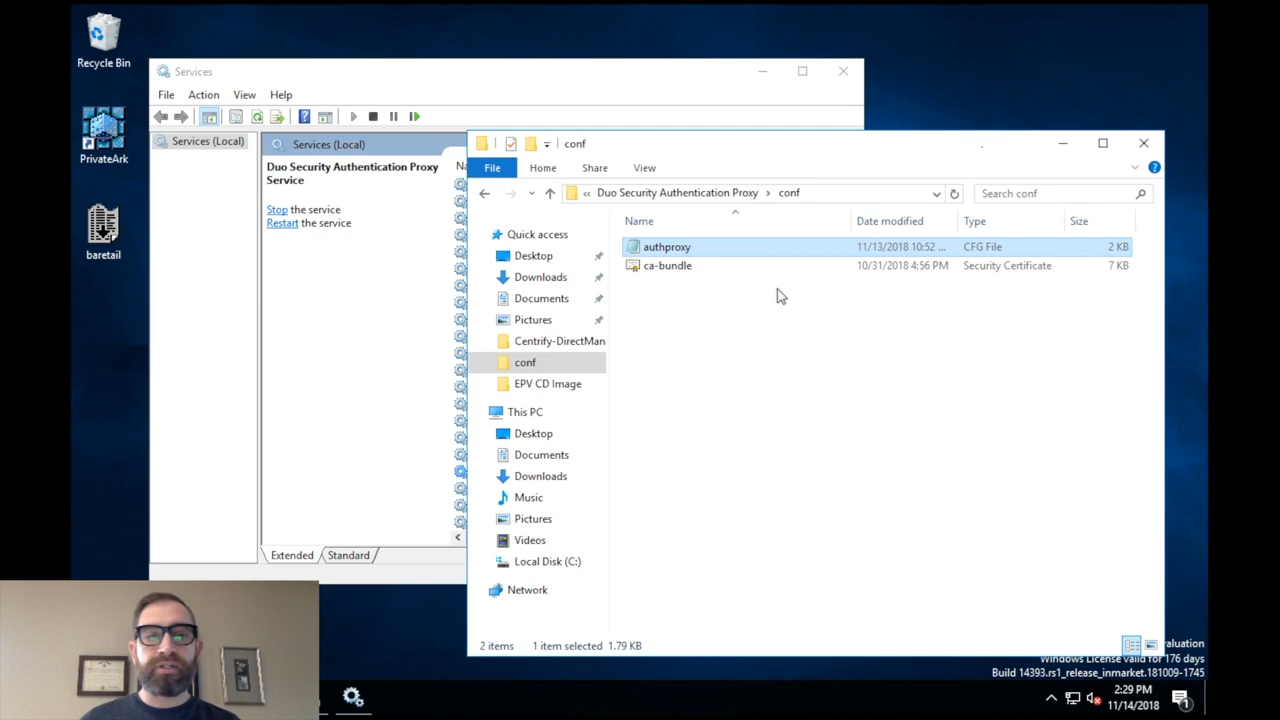 Recycle Bin
PrivateArk
baretail
Services
File Action View Help
Services (Local)
Services (Local)
Duo Security Authentication Proxy
Service
Stop the service
Restart the service
Na
Extended
Standard
conf
File Home Share View
« Duo Security Authentication Proxy > conf
Search conf
Name Date modified Type Size
authproxy 11/13/2018 10:52 ... CFG File 2 KB
ca-bundle 10/31/2018 4:56 PM Security Certificate 7 KB
Quick access
Desktop
Downloads
Documents
Pictures
Centrify-DirectMan
conf
EPV CD Image
This PC
Desktop
Documents
Downloads
Music
Pictures
Videos
Local Disk (C:)
Network
2 items 1 item selected 1.79 KB
valuation
Windows License valid for 176 days
Build 14393.rs1_release_inmarket.181009-1745
2:29 PM
11/14/2018
1